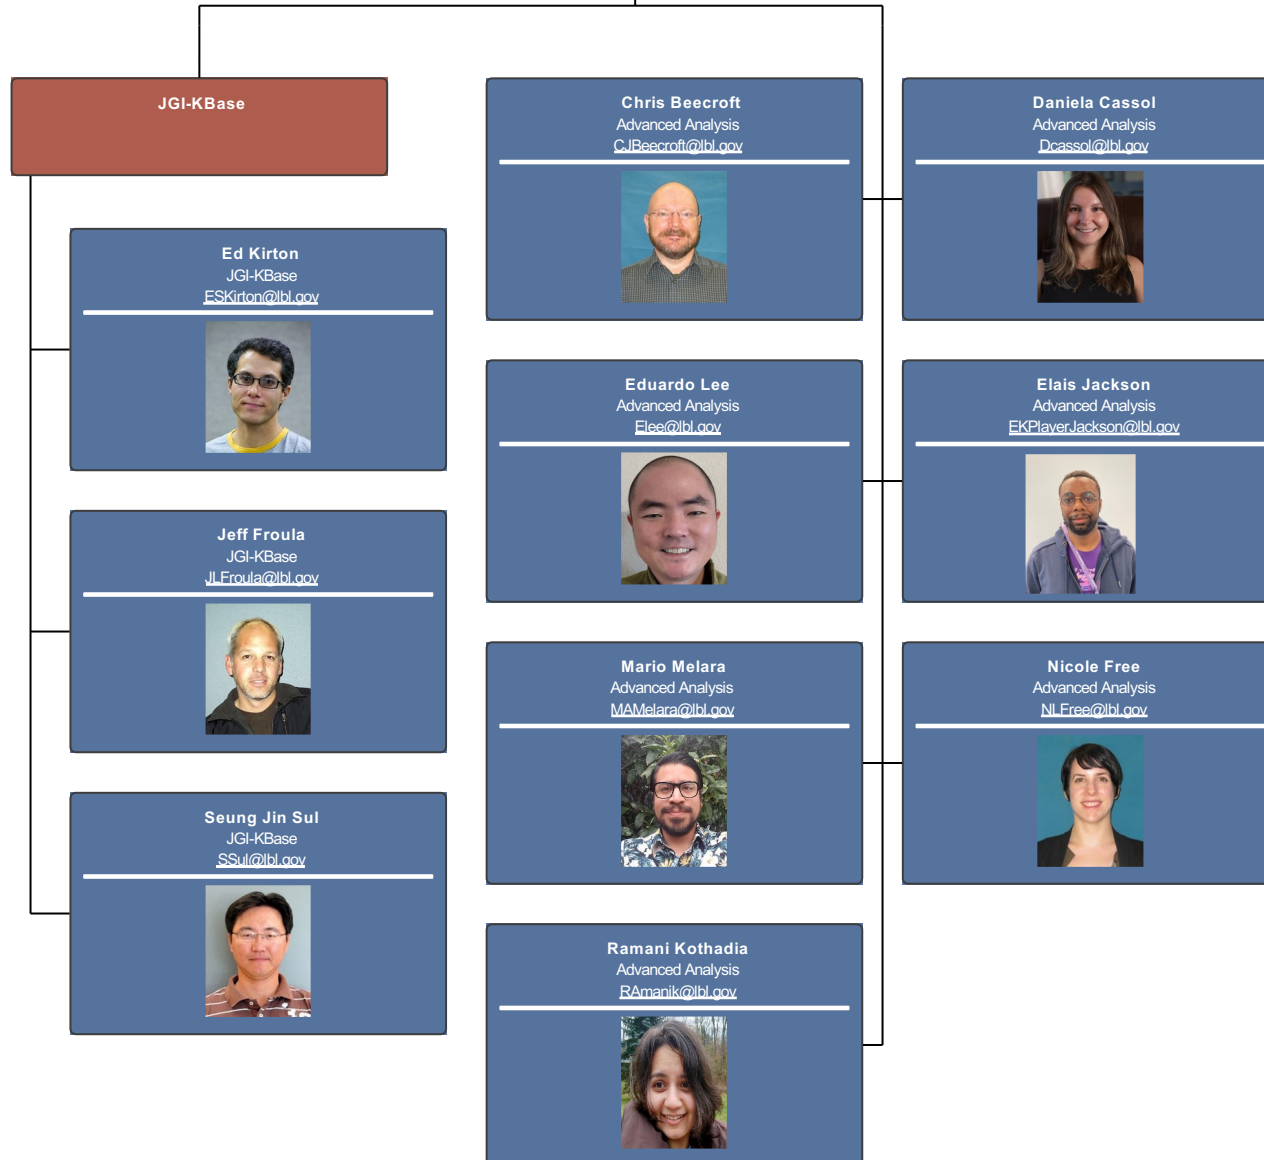 JGI-KBase
Ed Kirton
JGI-KBase
ESKirton@lbl.gov
Jeff Froula
JGI-KBase
JLFroula@lbl.gov
Seung Jin Sul
JGI-KBase
SSul@lbl.gov
Chris Beecroft
Advanced Analysis
CJBeecroft@lbl.gov
Daniela Cassol
Advanced Analysis
Dcassol@lbl.gov
Eduardo Lee
Advanced Analysis
Elee@lbl.gov
Elais Jackson
Advanced Analysis
EKPlayerJackson@lbl.gov
Mario Melara
Advanced Analysis
MAMelara@lbl.gov
Nicole Free
Advanced Analysis
NLFree@lbl.gov
Ramani Kothadia
Advanced Analysis
RAmanik@lbl.gov